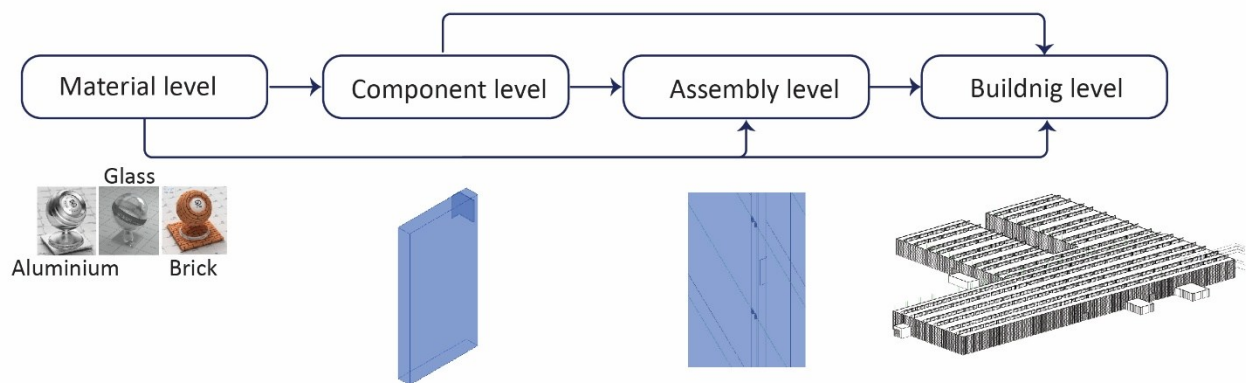 Material level
Component level
Assembly level
Buildnig level
Glass
Aluminium
Brick